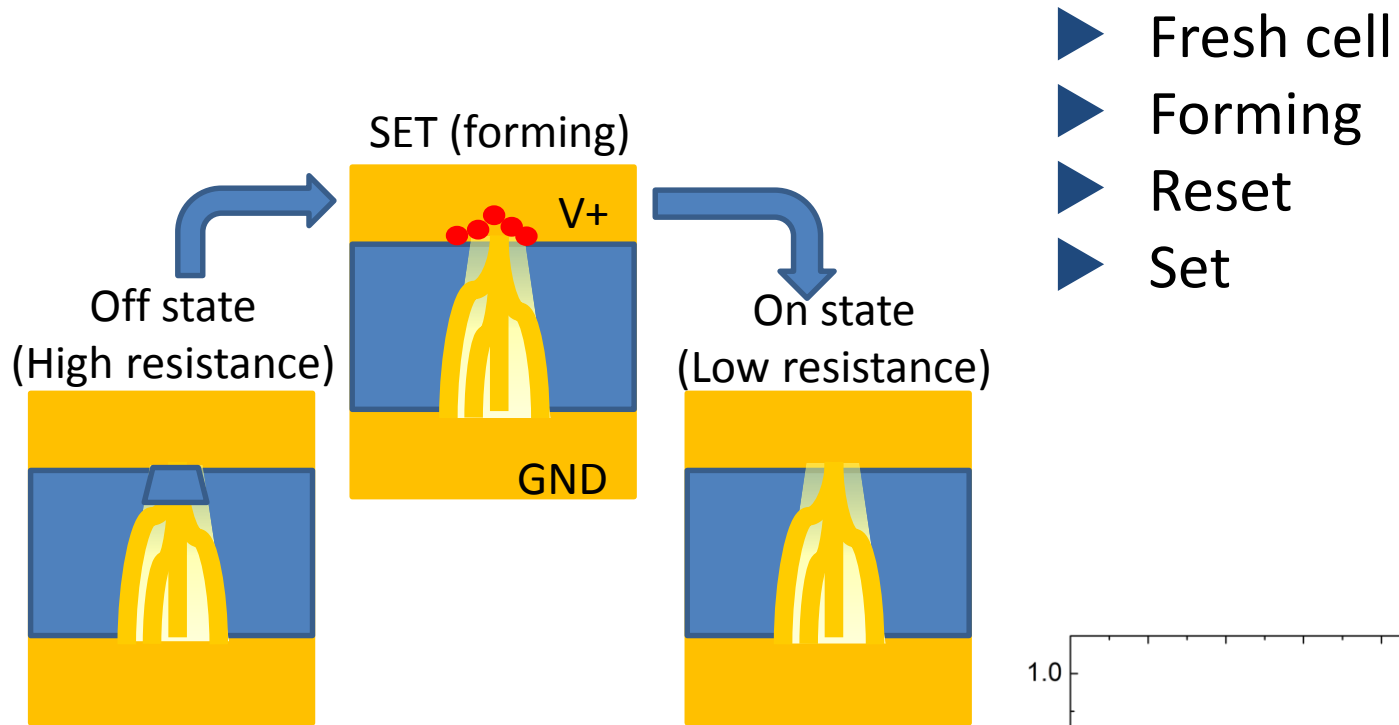 Fresh cell
Forming
Reset
Set
SET (forming)
V+
GND
Off state
(High resistance)
On state
(Low resistance)
1.0